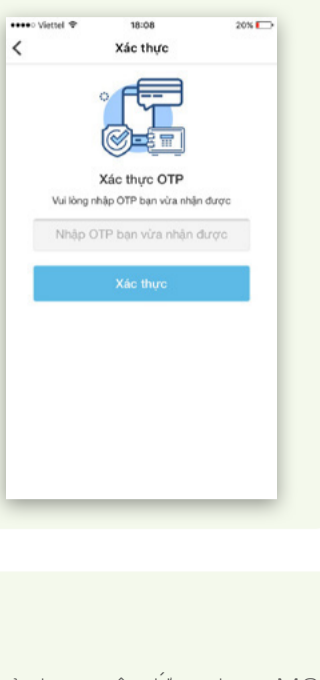 Viettel 18:08 20%
Xác thực
Xác thực OTP
Vui lòng nhập OTP bạn vừa nhận được
Nhập OTP bạn vừa nhận được
Xác thực